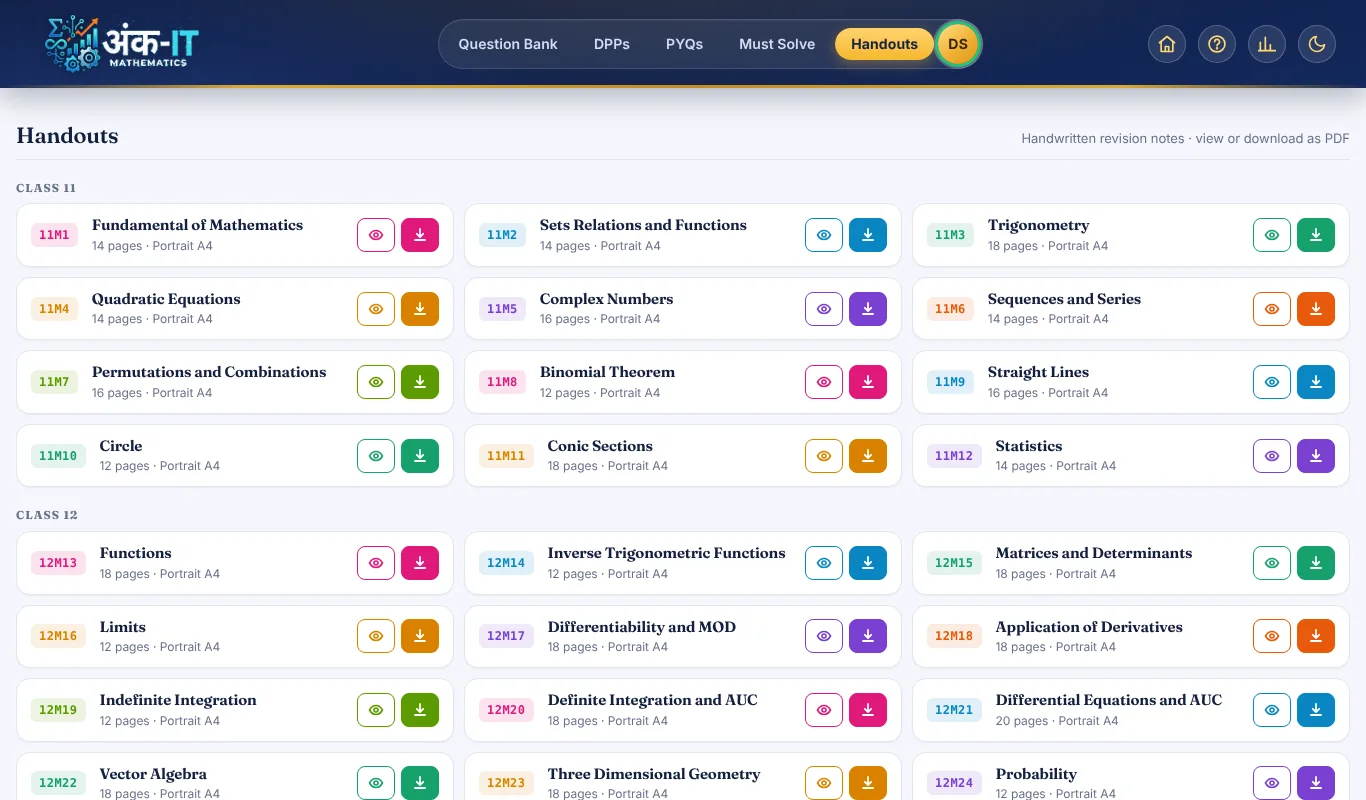 अंक-IT
MATHEMATICS
Question Bank
DPPs
PYQs
Must Solve
Handouts
DS
Handouts
Handwritten revision notes · view or download as PDF
CLASS 11
11M1
Fundamental of Mathematics
14 pages · Portrait A4
11M2
Sets Relations and Functions
14 pages · Portrait A4
11M3
Trigonometry
18 pages · Portrait A4
11M4
Quadratic Equations
14 pages · Portrait A4
11M5
Complex Numbers
16 pages · Portrait A4
11M6
Sequences and Series
14 pages · Portrait A4
11M7
Permutations and Combinations
16 pages · Portrait A4
11M8
Binomial Theorem
12 pages · Portrait A4
11M9
Straight Lines
16 pages · Portrait A4
11M10
Circle
12 pages · Portrait A4
11M11
Conic Sections
18 pages · Portrait A4
11M12
Statistics
14 pages · Portrait A4
CLASS 12
12M13
Functions
18 pages · Portrait A4
12M14
Inverse Trigonometric Functions
12 pages · Portrait A4
12M15
Matrices and Determinants
18 pages · Portrait A4
12M16
Limits
12 pages · Portrait A4
12M17
Differentiability and MOD
18 pages · Portrait A4
12M18
Application of Derivatives
18 pages · Portrait A4
12M19
Indefinite Integration
12 pages · Portrait A4
12M20
Definite Integration and AUC
18 pages · Portrait A4
12M21
Differential Equations and AUC
20 pages · Portrait A4
12M22
Vector Algebra
18 pages · Portrait A4
12M23
Three Dimensional Geometry
18 pages · Portrait A4
12M24
Probability
12 pages · Portrait A4